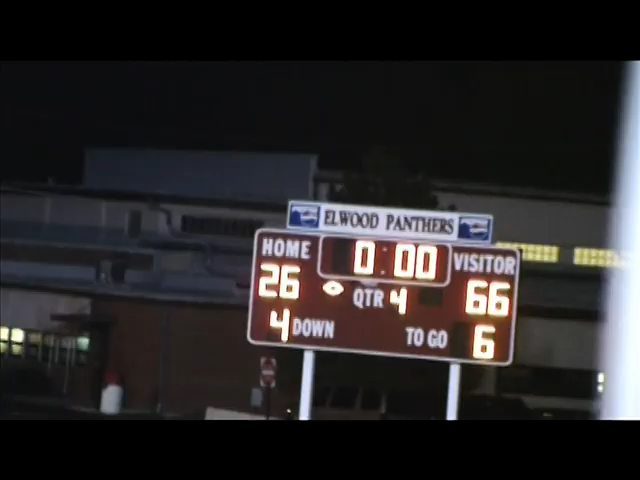 ELWOOD PANTHERS
HOME 0:00 VISITOR
26 QTR 4 66
4 DOWN TO GO 6